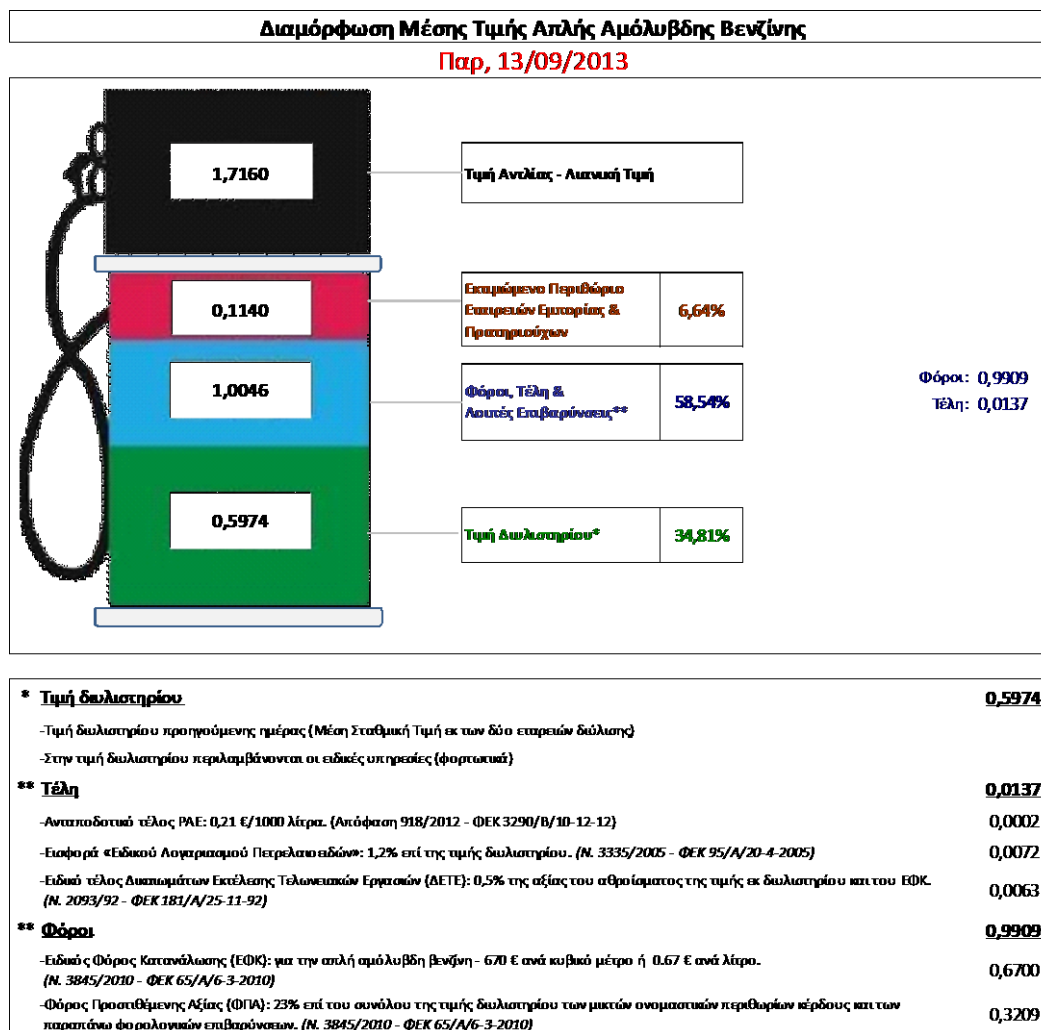 Διαμόρφωση Μέσης Τιμής Απλής Αμόλυβδης Βενζίνης
Παρ, 13/09/2013
1,7160
Τιμή Αντλίας - Λιανική Τιμή
0,1140
Εκτιμώμενο Περιθώριο
Εταιρειών Εμπορίας &
Πρατηριούχων
6,64%
1,0046
Φόροι, Τέλη &
Λοιπές Επιβαρύνσεις**
58,54%
Φόροι: 0,9909
Τέλη: 0,0137
0,5974
Τιμή Διυλιστηρίου*
34,81%
* Τιμή διυλιστηρίου 0,5974
-Τιμή διυλιστηρίου προηγούμενης ημέρας (Μέση Σταθμική Τιμή εκ των δύο εταρειών διύλισης)
-Στην τιμή διυλιστηρίου περιλαμβάνονται οι ειδικές υπηρεσίες (φορτωτικά)
** Τέλη 0,0137
-Ανταποδοτικό τέλος ΡΑΕ: 0,21 €/1000 λίτρα. (Απόφαση 918/2012 - ΦΕΚ 3290/Β/10-12-12) 0,0002
-Εισφορά «Ειδικού Λογαριασμού Πετρελαιοειδών»: 1,2% επί της τιμής διυλιστηρίου. (Ν. 3335/2005 - ΦΕΚ 95/Α/20-4-2005) 0,0072
-Ειδικό τέλος Δικαιωμάτων Εκτέλεσης Τελωνειακών Εργασιών (ΔΕΤΕ): 0,5% της αξίας του αθροίσματος της τιμής εκ διυλιστηρίου και του ΕΦΚ.
(Ν. 2093/92 - ΦΕΚ 181/Α/25-11-92) 0,0063
** Φόροι 0,9909
-Ειδικός Φόρος Κατανάλωσης (ΕΦΚ): για την απλή αμόλυβδη βενζίνη - 670 € ανά κυβικό μέτρο ή 0.67 € ανά λίτρο.
(Ν. 3845/2010 - ΦΕΚ 65/Α/6-3-2010) 0,6700
-Φόρος Προστιθέμενης Αξίας (ΦΠΑ): 23% επί του συνόλου της τιμής διυλιστηρίου των μικτών ονομαστικών περιθωρίων κέρδους και των
παραπάνω φορολογικών επιβαρύνσεων. (Ν. 3845/2010 - ΦΕΚ 65/Α/6-3-2010) 0,3209